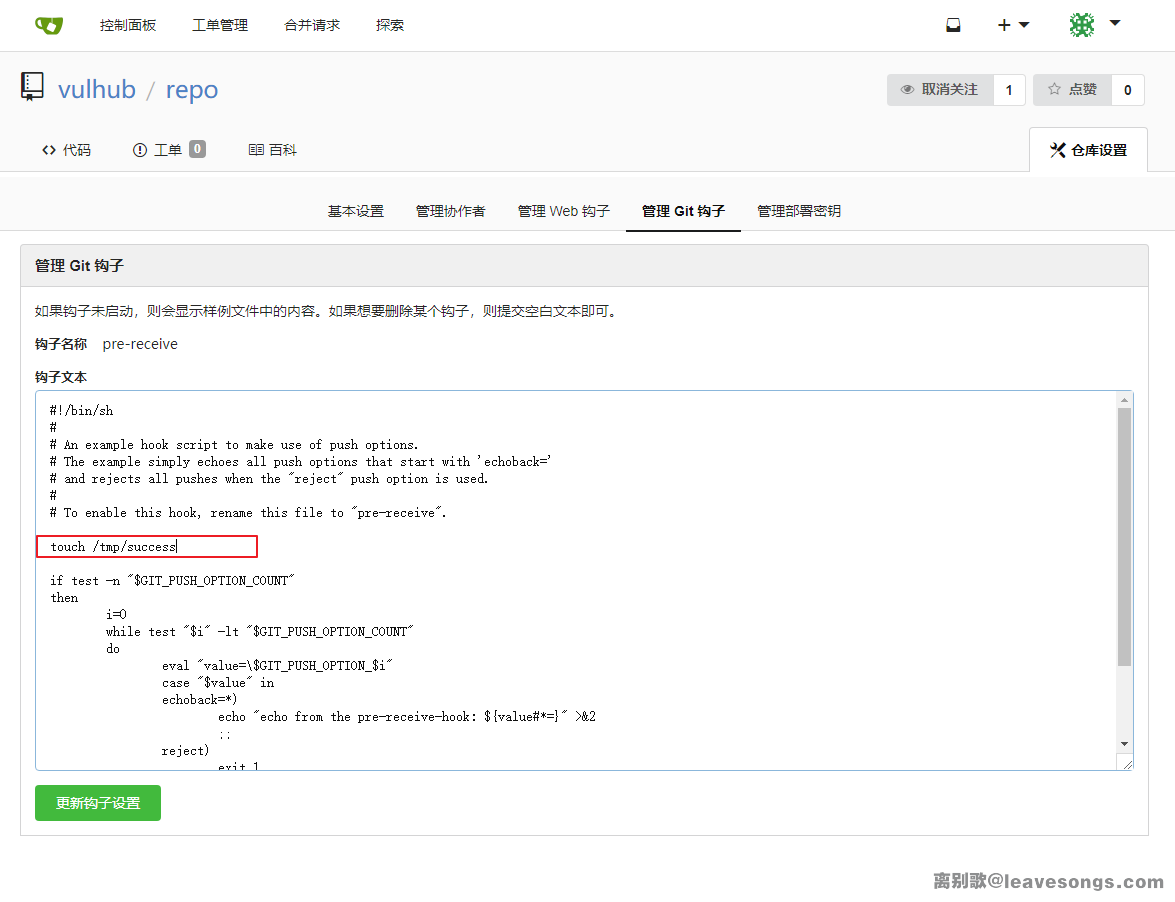 控制面板 工单管理 合并请求 探索
vulhub / repo 取消关注 1 点赞 0
代码 工单 0 百科 仓库设置
基本设置 管理协作者 管理 Web 钩子 管理 Git 钩子 管理部署密钥
管理 Git 钩子
如果钩子未启动，则会显示样例文件中的内容。如果想要删除某个钩子，则提交空白文本即可。
钩子名称 pre-receive
钩子文本
#!/bin/sh
#
# An example hook script to make use of push options.
# The example simply echoes all push options that start with 'echoback='
# and rejects all pushes when the "reject" push option is used.
#
# To enable this hook, rename this file to "pre-receive".
touch /tmp/success
if test -n "$GIT_PUSH_OPTION_COUNT"
then
i=0
while test "$i" -lt "$GIT_PUSH_OPTION_COUNT"
do
eval "value=\$GIT_PUSH_OPTION_$i"
case "$value" in
echoback=*)
echo "echo from the pre-receive-hook: ${value#*=}" >&2
;;
reject)
exit 1
更新钩子设置
离别歌@leavesongs.com